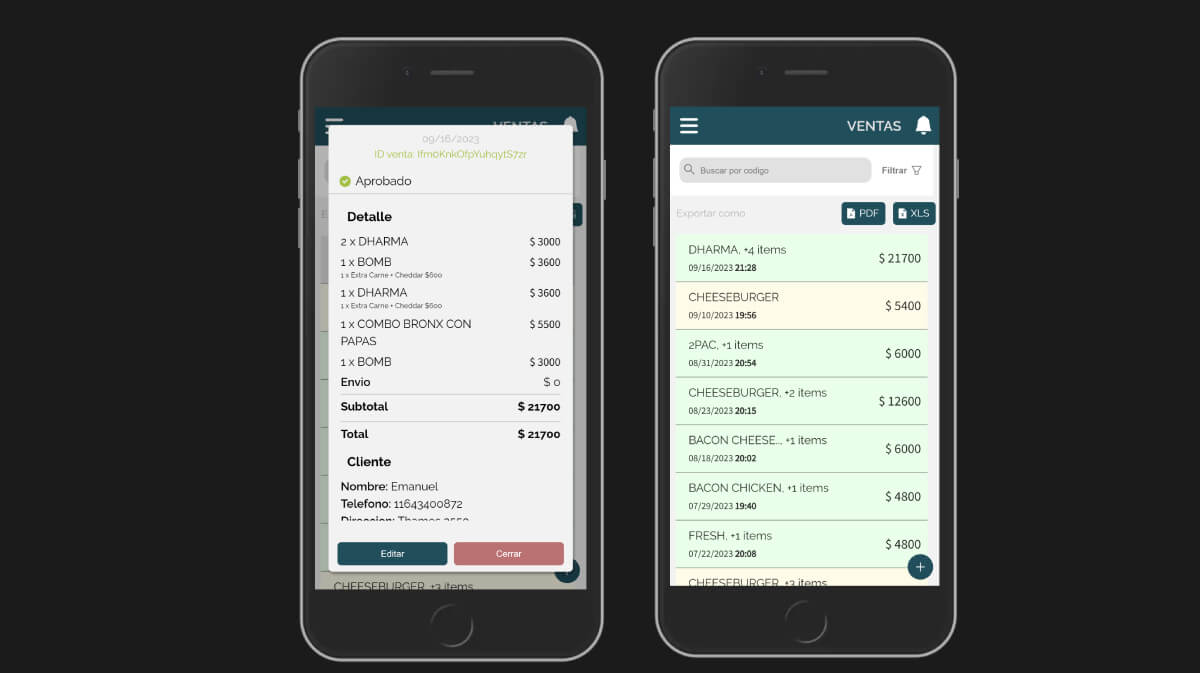 VENTAS
09/16/2023
ID venta: Ifm0KnkOfpYuhqytS7zr
Aprobado
Detalle
2 x DHARMA $ 3000
1 x BOMB $ 3600
1 x Extra Carne + Cheddar $600
1 x DHARMA $ 3600
1 x Extra Carne + Cheddar $600
1 x COMBO BRONX CON $ 5500
PAPAS
1 x BOMB $ 3000
Envio $ 0
Subtotal $ 21700
Total $ 21700
Cliente
Nombre: Emanuel
Telefono: 11643400872
Direccion: Thames 2550
Editar Cerrar
CHEESEBURGER, +3 items
VENTAS
Buscar por codigo Filtrar
Exportar como PDF XLS
DHARMA, +4 items
09/16/2023 21:28 $ 21700
CHEESEBURGER
09/10/2023 19:56 $ 5400
2PAC, +1 items
08/31/2023 20:54 $ 6000
CHEESEBURGER, +2 items
08/23/2023 20:15 $ 12600
BACON CHEESE... +1 items
08/18/2023 20:02 $ 6000
BACON CHICKEN, +1 items
07/29/2023 19:40 $ 4800
FRESH, +1 items
07/22/2023 20:08 $ 4800
+
CHEESEBURGER, +3 items